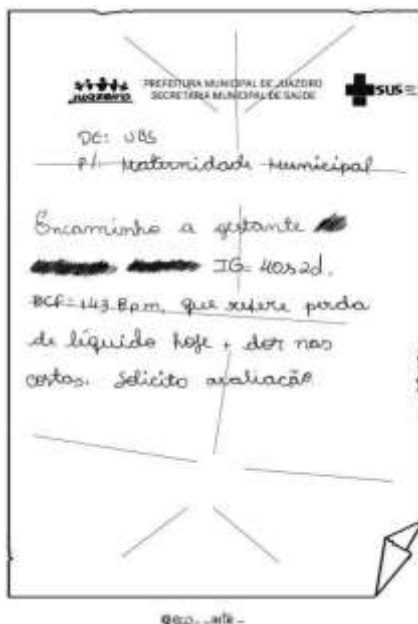 JUAZEIRO PREFEITURA MUNICIPAL DE JUAZEIRO SUS
SECRETARIA MUNICIPAL DE SAÚDE
DE: UBS
P/: Maternidade Municipal
Encaminho a gestante
IG= 40s2d.
BCF= 143 Bpm, que refere perda
de líquido hoje + dor nas
costas. Solicito avaliação